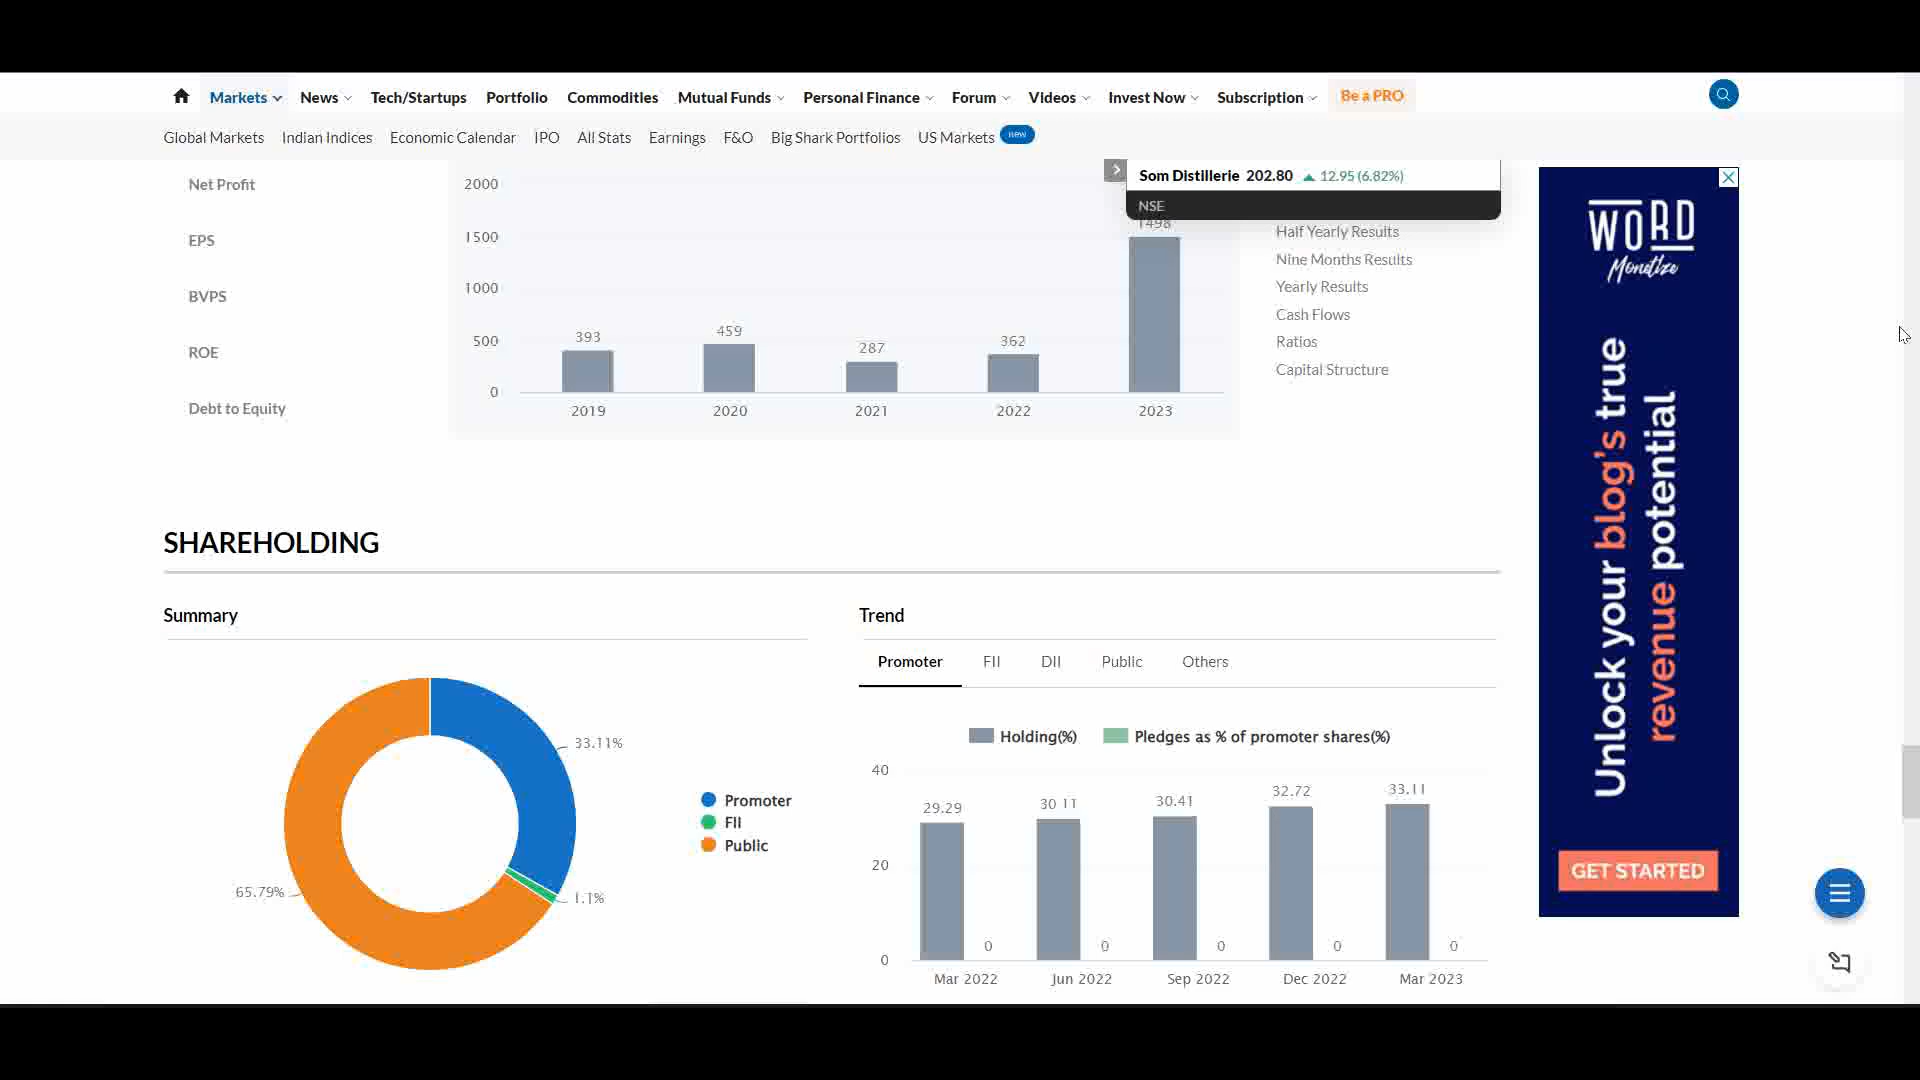 Markets News Tech/Startups Portfolio Commodities Mutual Funds Personal Finance Forum Videos Invest Now Subscription Be a PRO
Global Markets Indian Indices Economic Calendar IPO All Stats Earnings F&O Big Shark Portfolios US Markets new
Som Distillerie 202.80 12.95 (6.82%)
NSE
Net Profit
EPS
BVPS
ROE
Debt to Equity
2000
1500
1000
500
0
393
459
287
362
1498
2019 2020 2021 2022 2023
Half Yearly Results
Nine Months Results
Yearly Results
Cash Flows
Ratios
Capital Structure
SHAREHOLDING
Summary
33.11%
1.1%
65.79%
Promoter
FII
Public
Trend
Promoter FII DII Public Others
Holding(%) Pledges as % of promoter shares(%)
40
20
0
29.29 30.11 30.41 32.72 33.11
0 0 0 0 0
Mar 2022 Jun 2022 Sep 2022 Dec 2022 Mar 2023
WORD
Monetize
Unlock your blog's true
revenue potential
GET STARTED